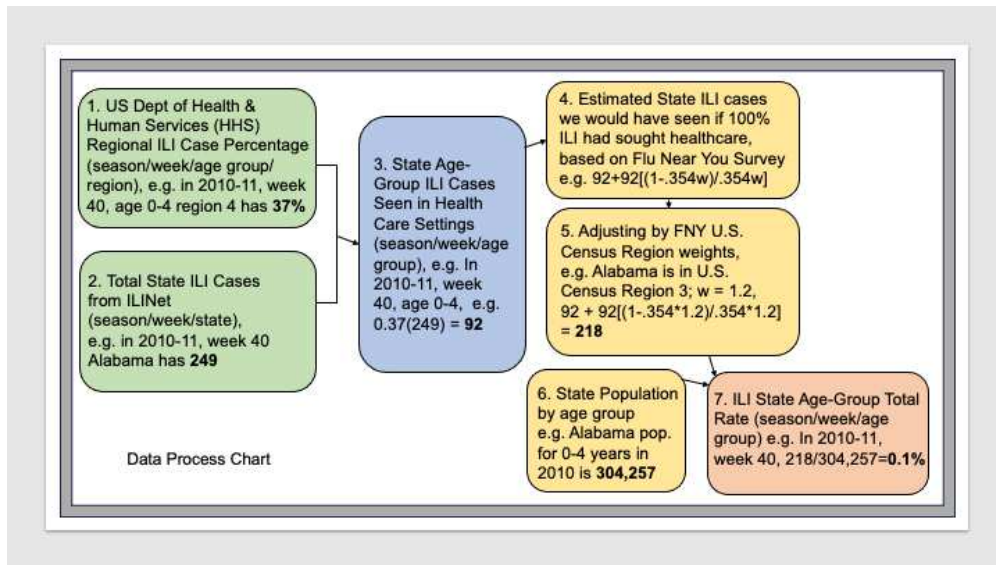 1. US Dept of Health &
Human Services (HHS)
Regional ILI Case Percentage
(season/week/age group/
region), e.g. in 2010-11, week
40, age 0-4 region 4 has 37%
2. Total State ILI Cases
from ILINet
(season/week/state),
e.g. in 2010-11, week 40
Alabama has 249
3. State Age-
Group ILI Cases
Seen in Health
Care Settings
(season/week/age
group), e.g. In
2010-11, week
40, age 0-4, e.g.
0.37(249) = 92
4. Estimated State ILI cases
we would have seen if 100%
ILI had sought healthcare,
based on Flu Near You Survey
e.g. 92+92[(1-.354w)/.354w]
5. Adjusting by FNY U.S.
Census Region weights,
e.g. Alabama is in U.S.
Census Region 3; w = 1.2,
92 + 92[(1-.354*1.2)/.354*1.2]
= 218
6. State Population
by age group
e.g. Alabama pop.
for 0-4 years in
2010 is 304,257
7. ILI State Age-Group Total
Rate (season/week/age
group) e.g. In 2010-11,
week 40, 218/304,257=0.1%
Data Process Chart